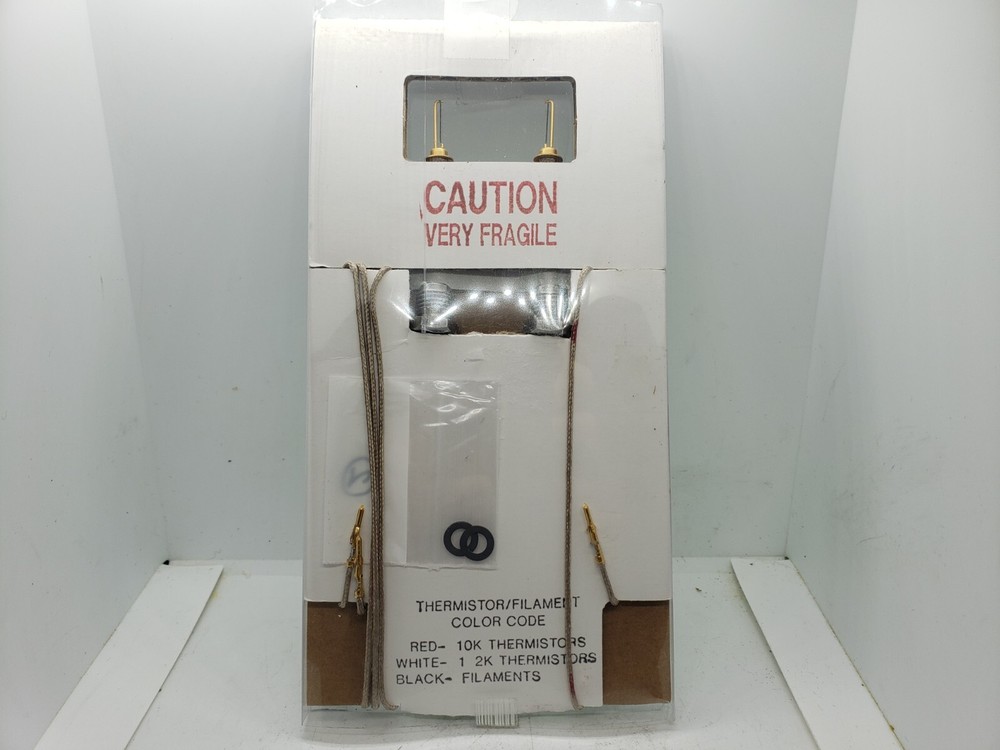 CAUTION
VERY FRAGILE
THERMISTOR/FILAMENT
COLOR CODE
RED- 10K THERMISTORS
WHITE- 1 2K THERMISTORS
BLACK- FILAMENTS